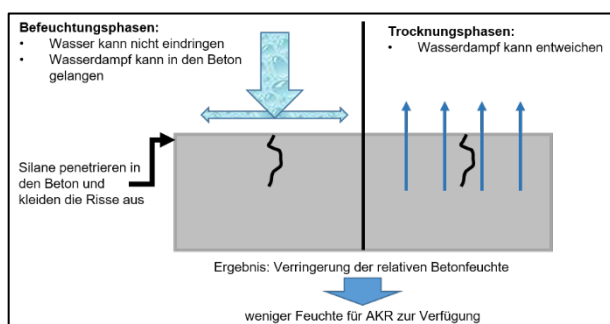 Befeuchtungsphasen:
• Wasser kann nicht eindringen
• Wasserdampf kann in den Beton
gelangen
Trocknungsphasen:
• Wasserdampf kann entweichen
Silane penetrieren in
den Beton und
kleiden die Risse aus
Ergebnis: Verringerung der relativen Betonfeuchte
weniger Feuchte für AKR zur Verfügung